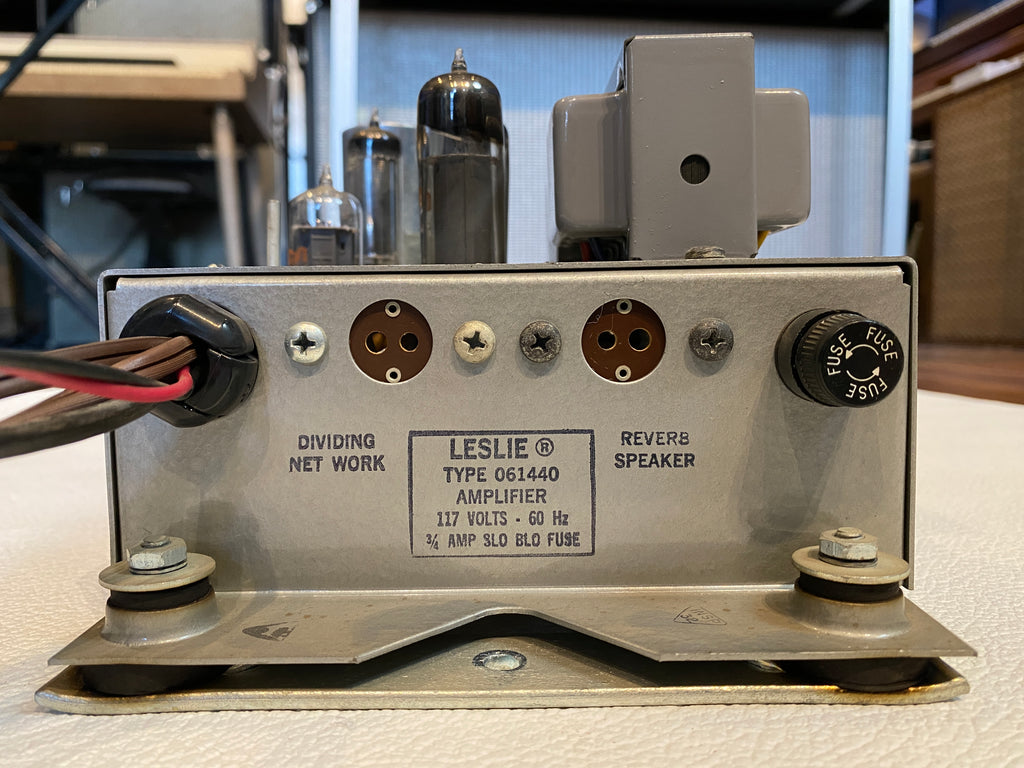 FUSE FUSE FUSE
DIVIDING
NET WORK
LESLIE ®
TYPE 061440
AMPLIFIER
117 VOLTS - 60 Hz
3/4 AMP SLO BLO FUSE
REVERB
SPEAKER